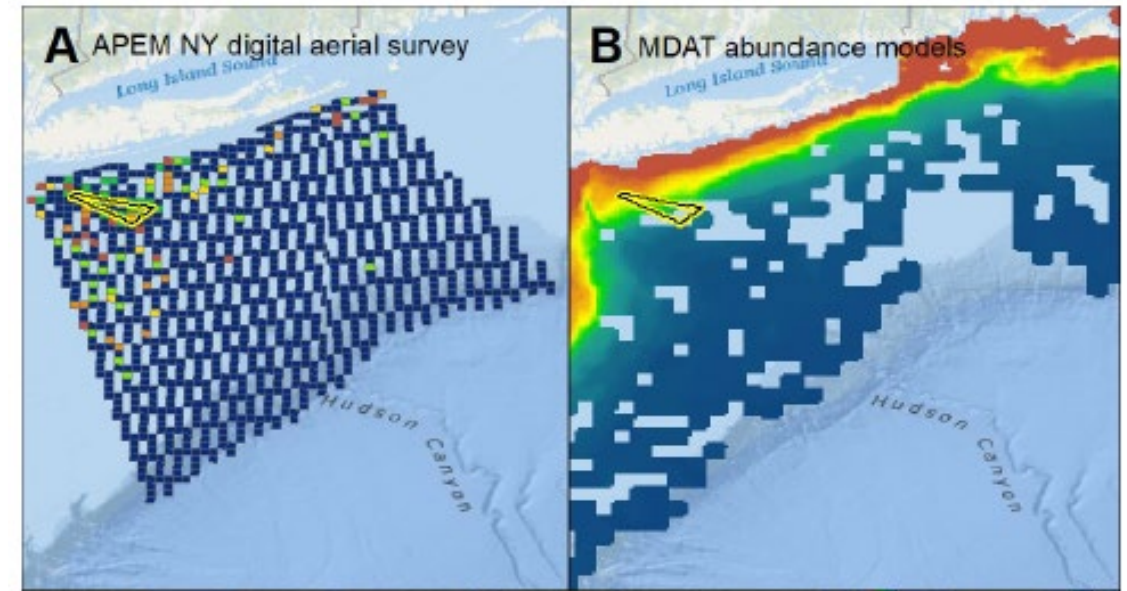 A APEM NY digital aerial survey
Long Island Sound
Hudson Canyon
B MDAT abundance models
Long Island Sound
Hudson Canyon